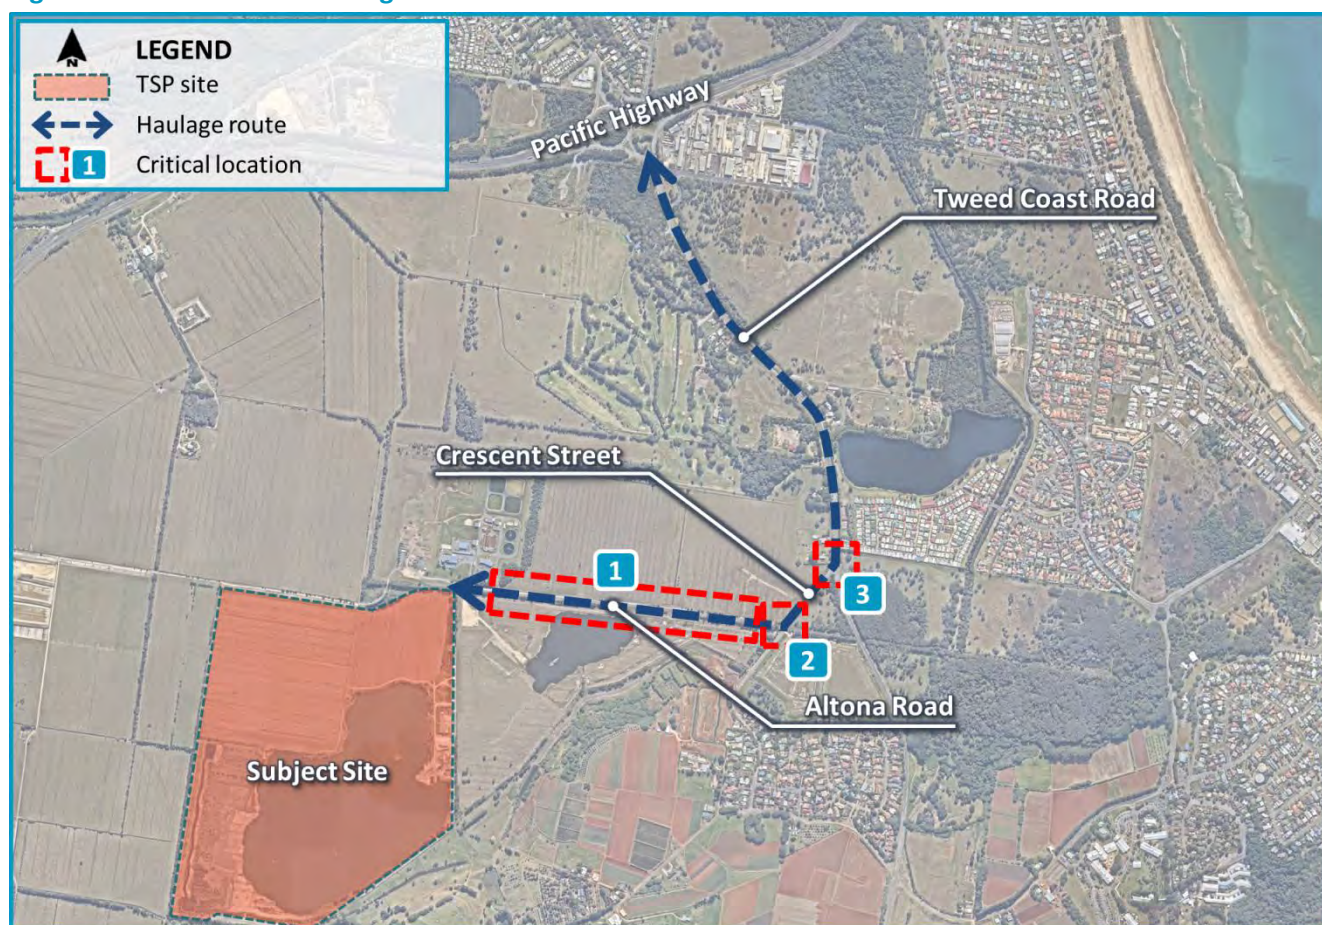 LEGEND
N
TSP site
Haulage route
1
Critical location
Pacific Highway
Tweed Coast Road
Crescent Street
1
3
2
Altona Road
Subject Site